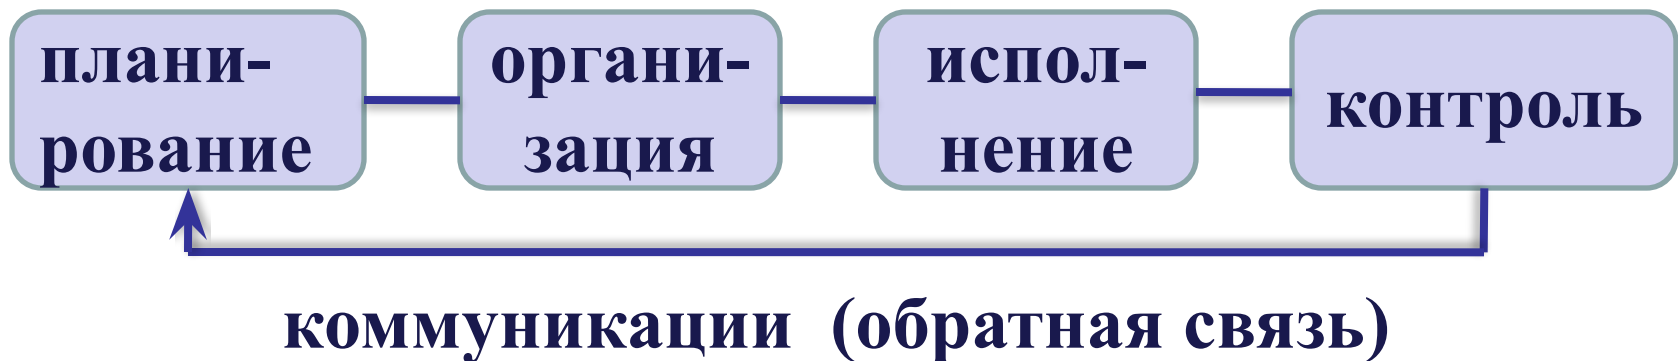 плани-
рование
органи-
зация
испол-
нение
контроль
коммуникации (обратная связь)